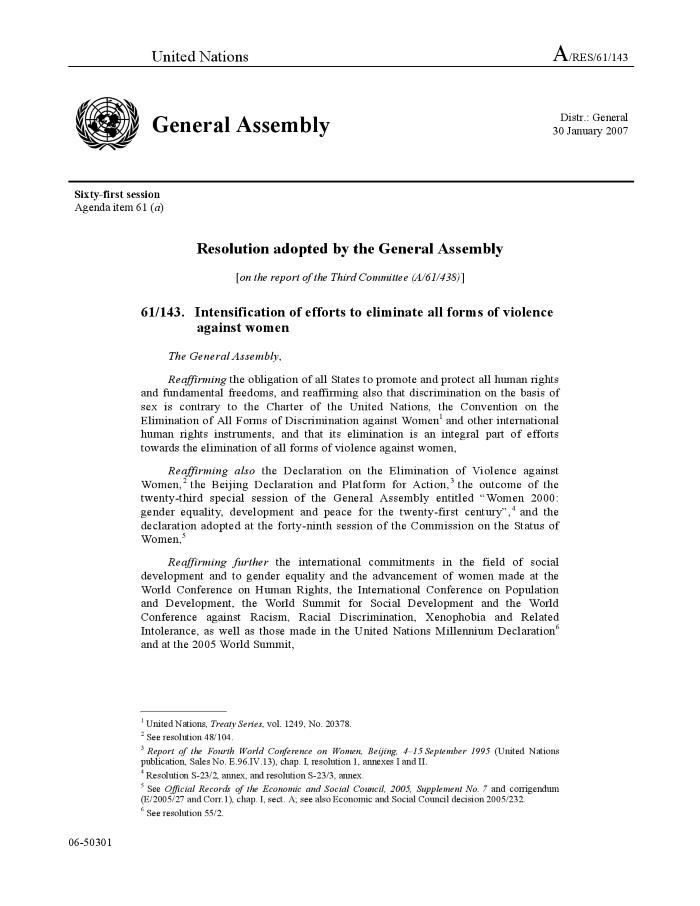 United Nations A/RES/61/143
General Assembly
Distr.: General
30 January 2007
Sixty-first session
Agenda item 61 (a)
Resolution adopted by the General Assembly
[on the report of the Third Committee (A/61/438)]
61/143. Intensification of efforts to eliminate all forms of violence
against women
The General Assembly,
Reaffirming the obligation of all States to promote and protect all human rights
and fundamental freedoms, and reaffirming also that discrimination on the basis of
sex is contrary to the Charter of the United Nations, the Convention on the
Elimination of All Forms of Discrimination against Women1 and other international
human rights instruments, and that its elimination is an integral part of efforts
towards the elimination of all forms of violence against women,
Reaffirming also the Declaration on the Elimination of Violence against
Women,2 the Beijing Declaration and Platform for Action,3 the outcome of the
twenty-third special session of the General Assembly entitled “Women 2000:
gender equality, development and peace for the twenty-first century”,4 and the
declaration adopted at the forty-ninth session of the Commission on the Status of
Women,5
Reaffirming further the international commitments in the field of social
development and to gender equality and the advancement of women made at the
World Conference on Human Rights, the International Conference on Population
and Development, the World Summit for Social Development and the World
Conference against Racism, Racial Discrimination, Xenophobia and Related
Intolerance, as well as those made in the United Nations Millennium Declaration6
and at the 2005 World Summit,
1 United Nations, Treaty Series, vol. 1249, No. 20378.
2 See resolution 48/104.
3 Report of the Fourth World Conference on Women, Beijing, 4–15 September 1995 (United Nations
publication, Sales No. E.96.IV.13), chap. I, resolution 1, annexes I and II.
4 Resolution S-23/2, annex, and resolution S-23/3, annex.
5 See Official Records of the Economic and Social Council, 2005, Supplement No. 7 and corrigendum
(E/2005/27 and Corr.1), chap. I, sect. A; see also Economic and Social Council decision 2005/232.
6 See resolution 55/2.
06-50301